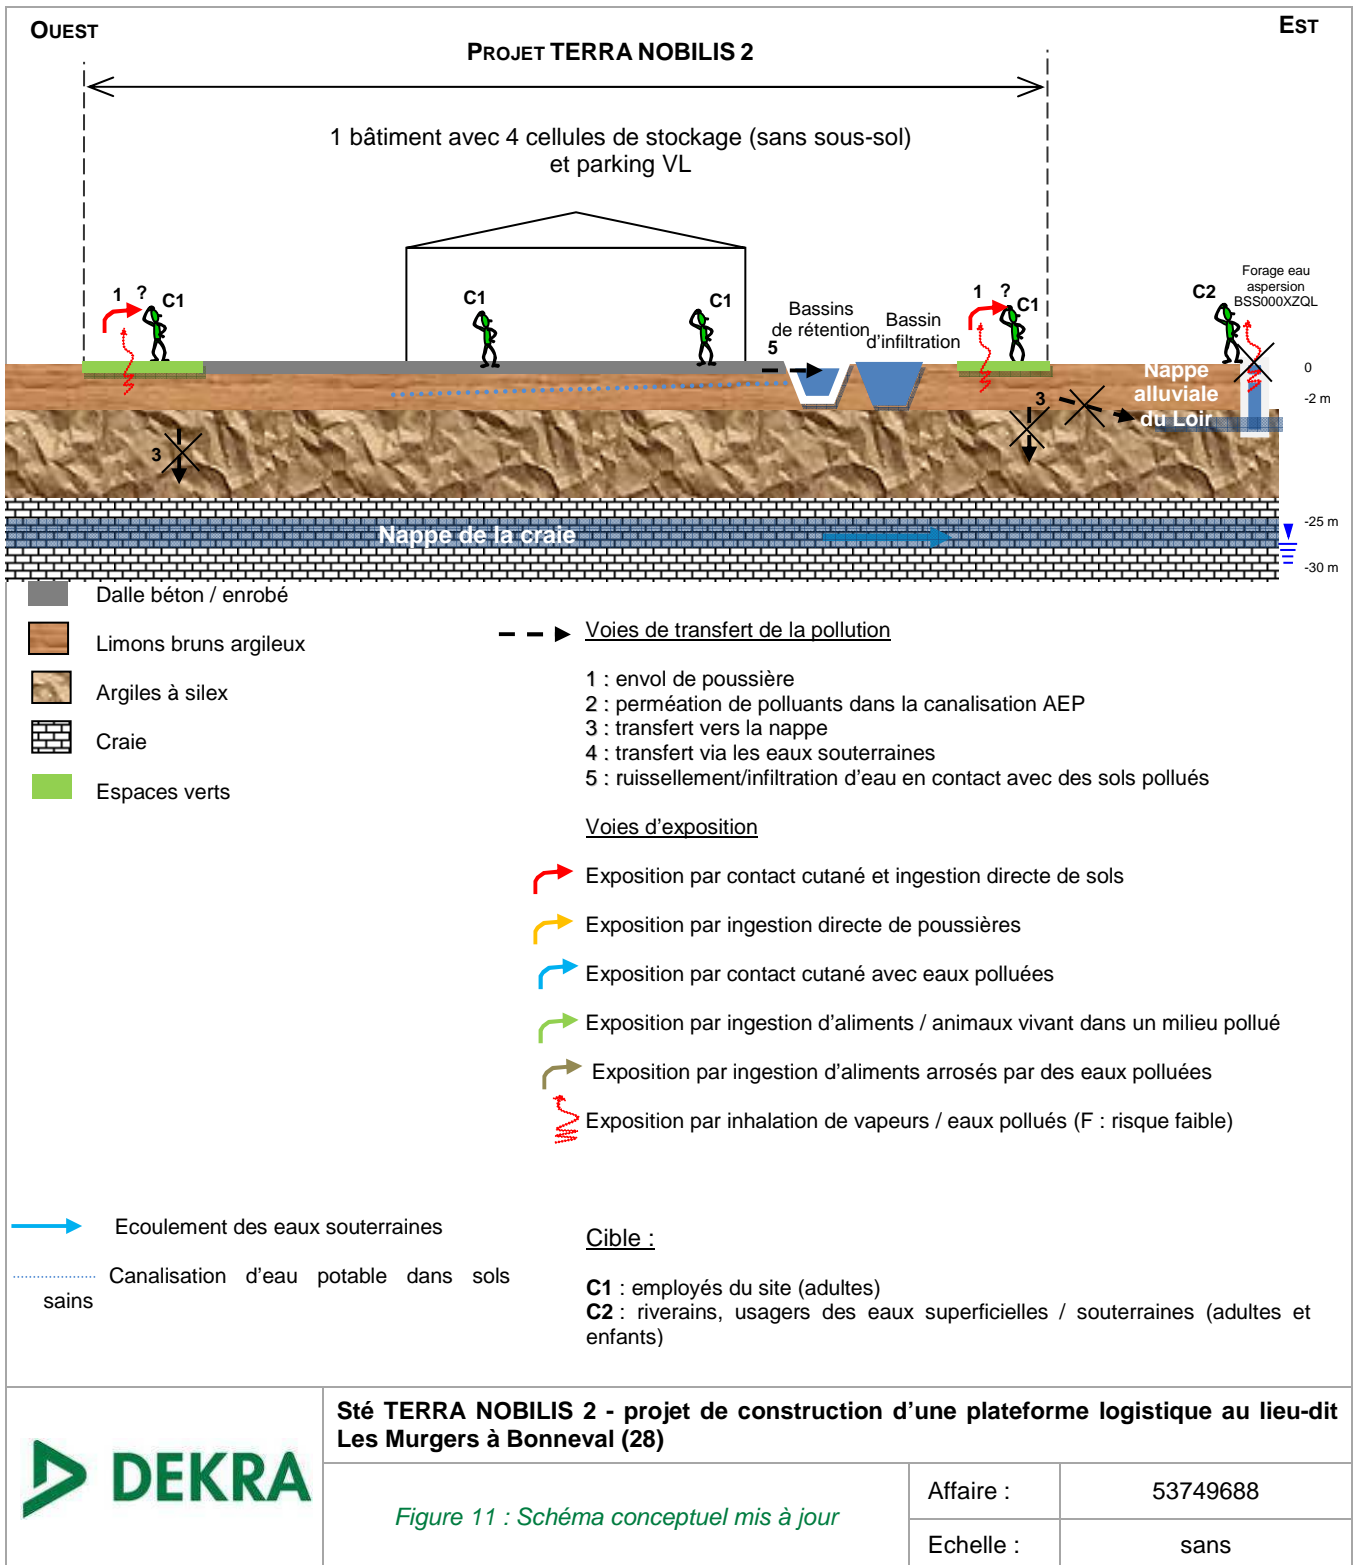 OUEST
EST
PROJET TERRA NOBILIS 2
1 bâtiment avec 4 cellules de stockage (sans sous-sol)
et parking VL
1 ? C1
C1
C1
Bassins
de rétention
5
Bassin
d'infiltration
1 ? C1
C2
Forage eau
aspersion
BSS000XZQL
0
-2 m
Nappe
alluviale
du Loir
3
3
Nappe de la craie
-25 m
-30 m
Dalle béton / enrobé
Limons bruns argileux
Argiles à silex
Craie
Espaces verts
Voies de transfert de la pollution
1 : envol de poussière
2 : perméation de polluants dans la canalisation AEP
3 : transfert vers la nappe
4 : transfert via les eaux souterraines
5 : ruissellement/infiltration d'eau en contact avec des sols pollués
Voies d'exposition
Exposition par contact cutané et ingestion directe de sols
Exposition par ingestion directe de poussières
Exposition par contact cutané avec eaux polluées
Exposition par ingestion d'aliments / animaux vivant dans un milieu pollué
Exposition par ingestion d'aliments arrosés par des eaux polluées
Exposition par inhalation de vapeurs / eaux pollués (F : risque faible)
Ecoulement des eaux souterraines
Canalisation d'eau potable dans sols
sains
Cible :
C1 : employés du site (adultes)
C2 : riverains, usagers des eaux superficielles / souterraines (adultes et
enfants)
DEKRA
Sté TERRA NOBILIS 2 - projet de construction d'une plateforme logistique au lieu-dit
Les Murgers à Bonneval (28)
Figure 11 : Schéma conceptuel mis à jour
Affaire :
53749688
Echelle :
sans